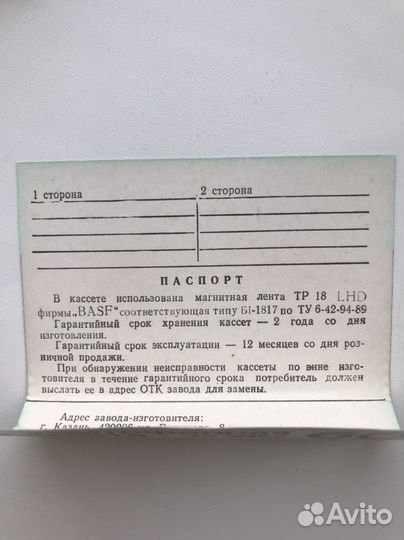 1 сторона 2 сторона
ПАСПОРТ
В кассете использована магнитная лента ТР 18 LHD
фирмы „BASF“ соответствующая типу БI-1817 по ТУ 6-42-94-89
Гарантийный срок хранения кассет — 2 года со дня
изготовления.
Гарантийный срок эксплуатации — 12 месяцев со дня роз-
ничной продажи.
При обнаружении неисправности кассеты по вине изго-
товителя в течение гарантийного срока потребитель должен
выслать ее в адрес ОТК завода для замены.
Адрес завода-изготовителя:
г. Казань,
Avito